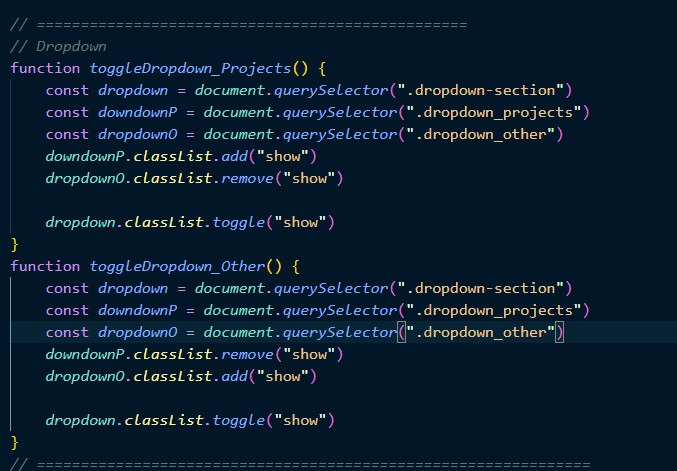 // =================================================
// Dropdown
function toggleDropdown_Projects() {
    const dropdown = document.querySelector(".dropdown-section")
    const downdownP = document.querySelector(".dropdown_projects")
    const dropdownO = document.querySelector(".dropdown_other")
    downdownP.classList.add("show")
    dropdownO.classList.remove("show")

    dropdown.classList.toggle("show")
}
function toggleDropdown_Other() {
    const dropdown = document.querySelector(".dropdown-section")
    const downdownP = document.querySelector(".dropdown_projects")
    const dropdownO = document.querySelector(".dropdown_other")
    downdownP.classList.remove("show")
    dropdownO.classList.add("show")

    dropdown.classList.toggle("show")
}
// ===============================================================